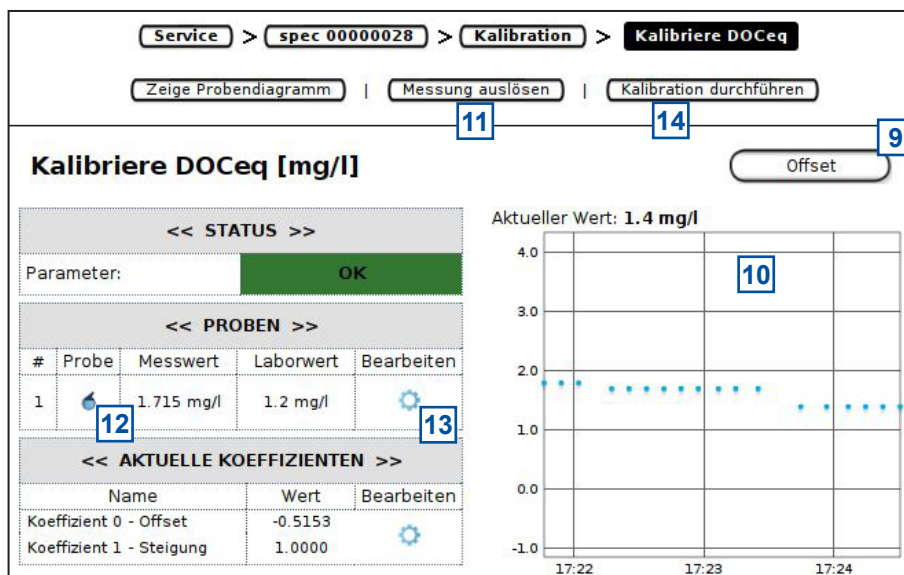 Service > spec 00000028 > Kalibration > Kalibriere DOCeq
Zeige Probendiagramm | Messung auslösen | Kalibration durchführen
11 14 9
Kalibriere DOCeq [mg/l] Offset
<< STATUS >>
Parameter: OK
<< PROBEN >>
# Probe Messwert Laborwert Bearbeiten
1 1.715 mg/l 1.2 mg/l
12 13
<< AKTUELLE KOEFFIZIENTEN >>
Name Wert Bearbeiten
Koeffizient 0 - Offset -0.5153
Koeffizient 1 - Steigung 1.0000
Aktueller Wert: 1.4 mg/l
4.0
10
3.0
2.0
1.0
0.0
-1.0
17:22 17:23 17:24